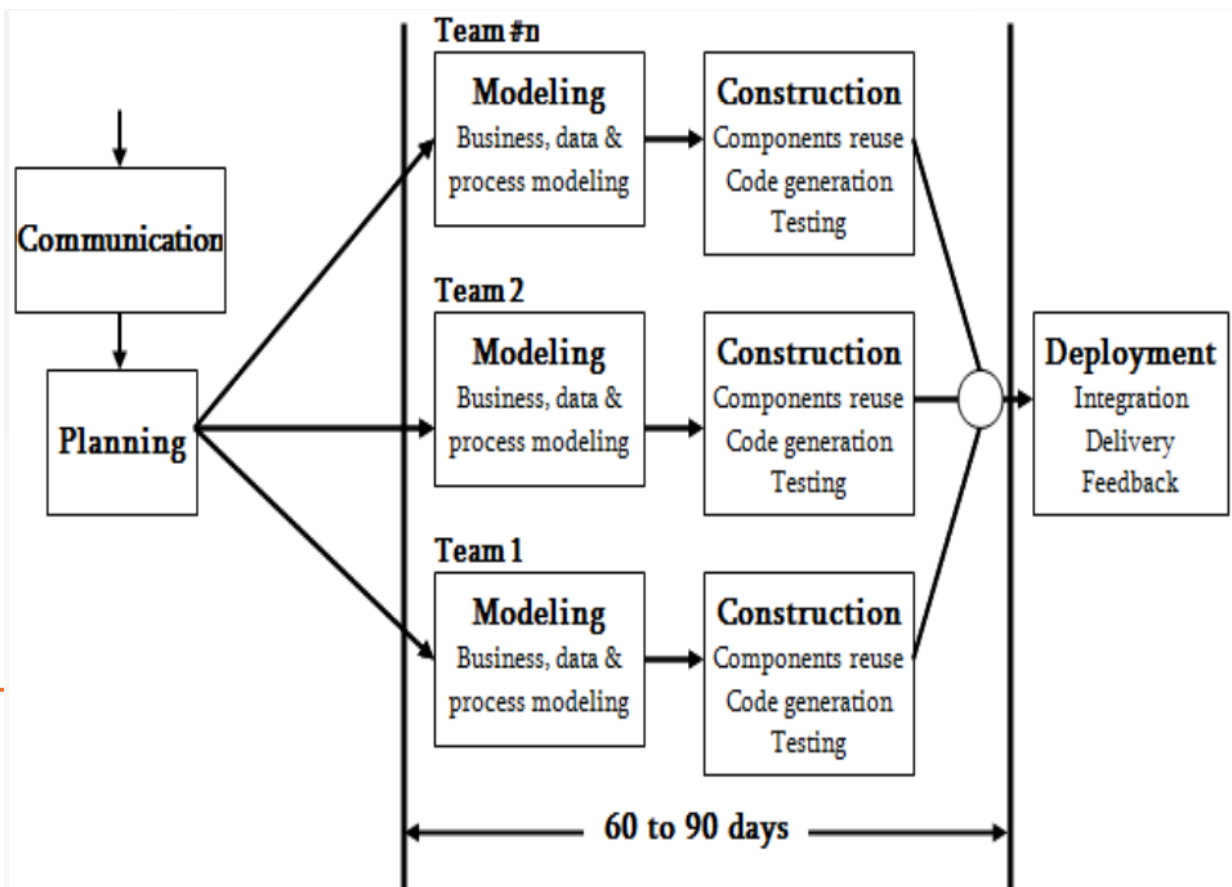 Communication
Planning
Team #n
Modeling
Business, data &
process modeling
Construction
Components reuse
Code generation
Testing
Team 2
Modeling
Business, data &
process modeling
Construction
Components reuse
Code generation
Testing
Team 1
Modeling
Business, data &
process modeling
Construction
Components reuse
Code generation
Testing
60 to 90 days
Deployment
Integration
Delivery
Feedback